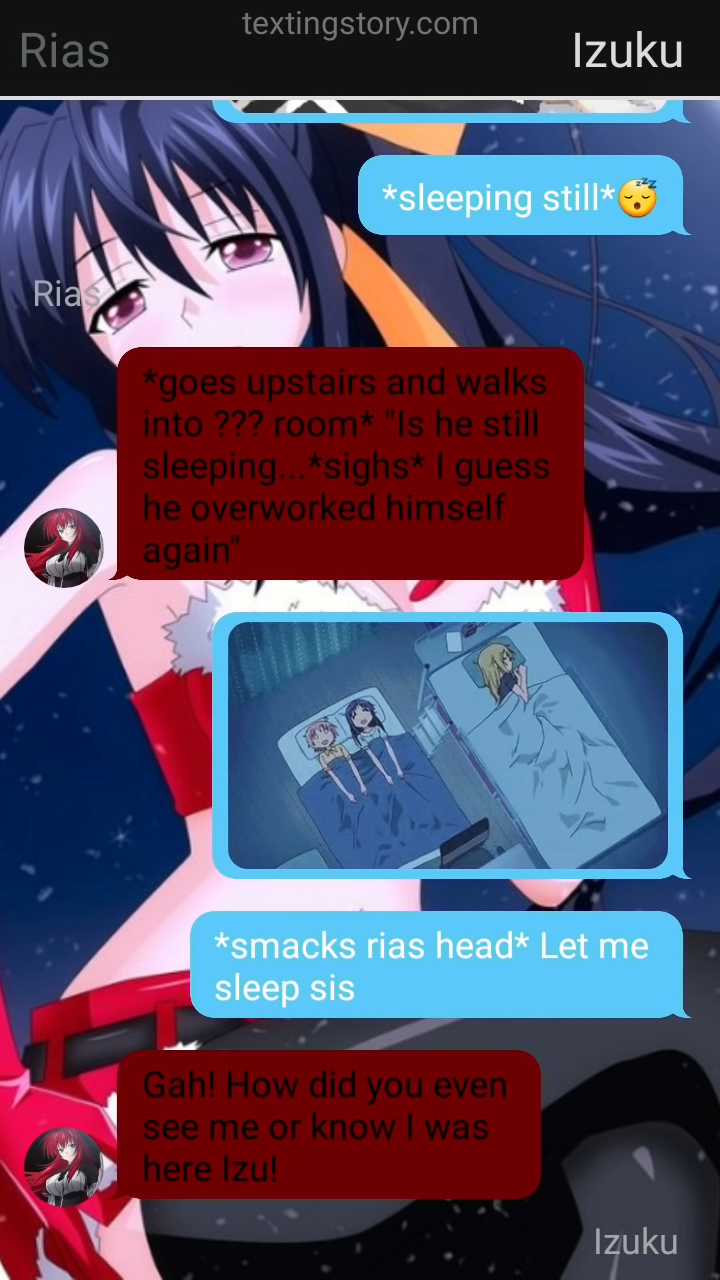 textingstory.com
Rias
Izuku
*sleeping still*😴
Rias
*goes upstairs and walks
into ??? room* "Is he still
sleeping...*sighs* I guess
he overworked himself
again"
*smacks rias head* Let me
sleep sis
Gah! How did you even
see me or know I was
here Izu!
Izuku